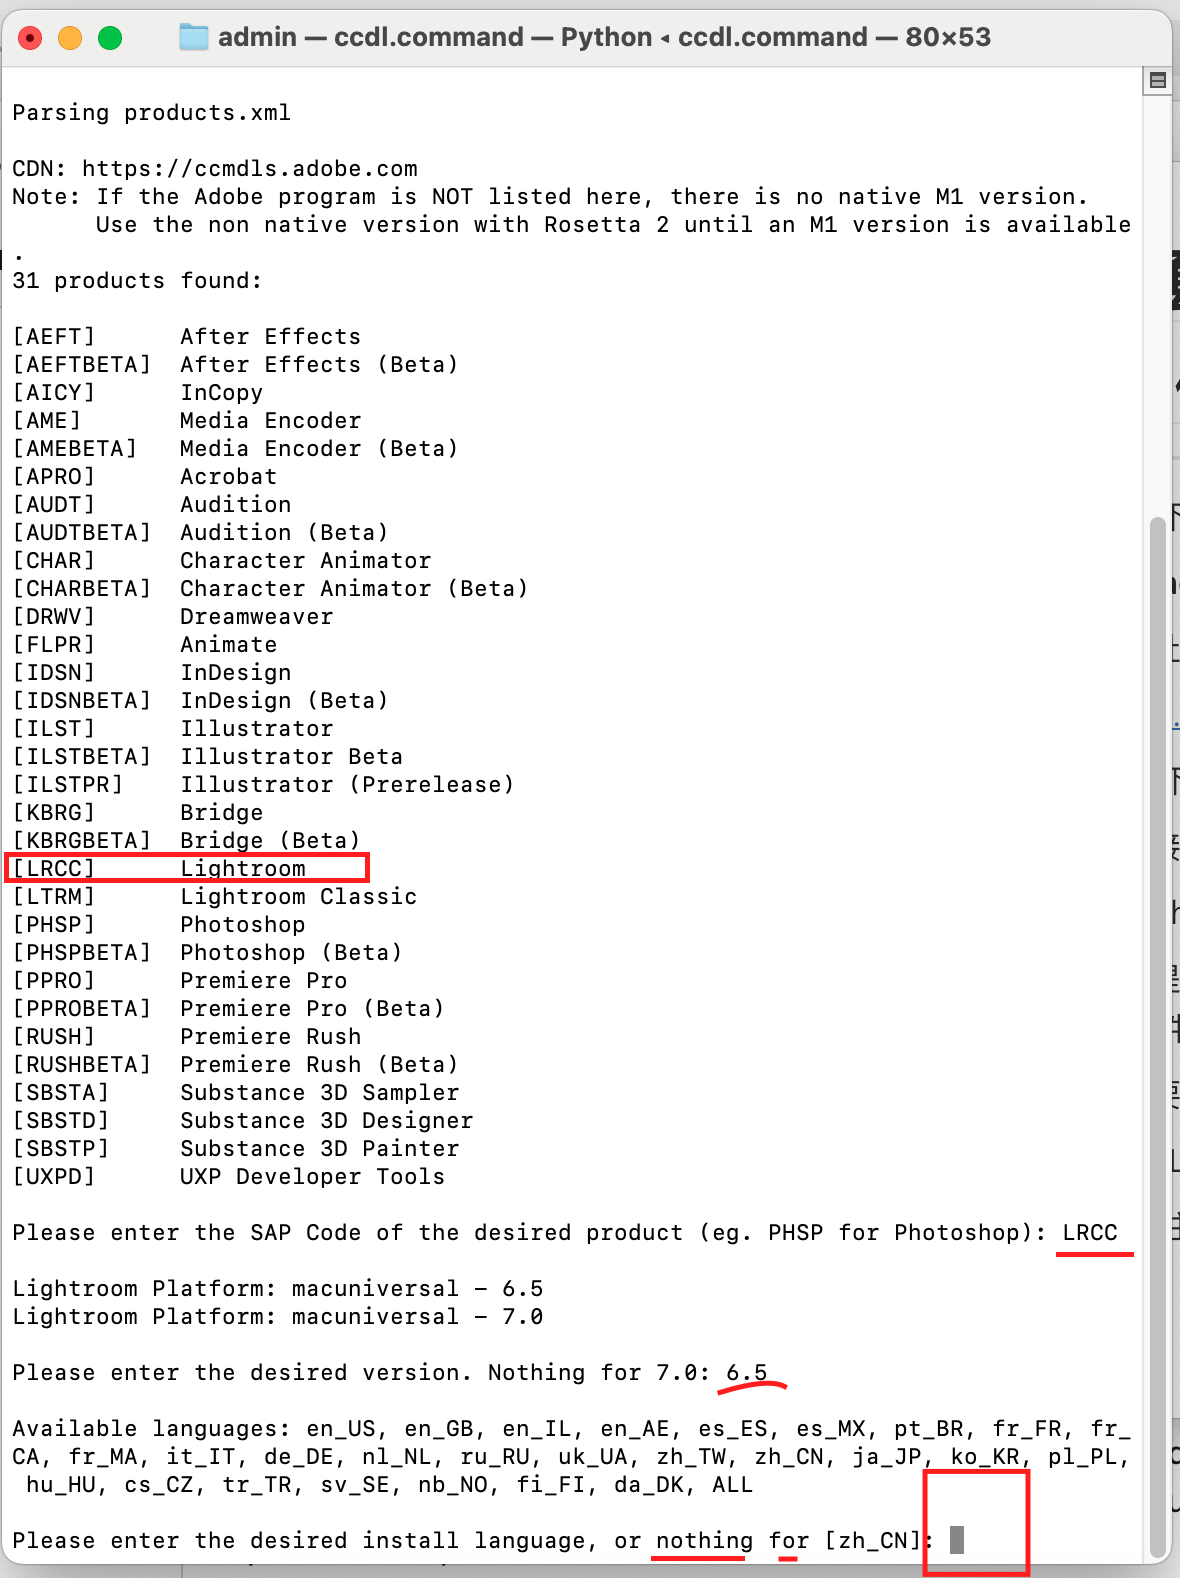 admin — ccdl.command — Python ◂ ccdl.command — 80×53
Parsing products.xml
CDN: https://ccmdls.adobe.com
Note: If the Adobe program is NOT listed here, there is no native M1 version.
Use the non native version with Rosetta 2 until an M1 version is available
.
31 products found:
[AEFT] After Effects
[AEFTBETA] After Effects (Beta)
[AICY] InCopy
[AME] Media Encoder
[AMEBETA] Media Encoder (Beta)
[APRO] Acrobat
[AUDT] Audition
[AUDTBETA] Audition (Beta)
[CHAR] Character Animator
[CHARBETA] Character Animator (Beta)
[DRWV] Dreamweaver
[FLPR] Animate
[IDSN] InDesign
[IDSNBETA] InDesign (Beta)
[ILST] Illustrator
[ILSTBETA] Illustrator Beta
[ILSTPR] Illustrator (Prerelease)
[KBRG] Bridge
[KBRGBETA] Bridge (Beta)
[LRCC] Lightroom
[LTRM] Lightroom Classic
[PHSP] Photoshop
[PHSPBETA] Photoshop (Beta)
[PPRO] Premiere Pro
[PPROBETA] Premiere Pro (Beta)
[RUSH] Premiere Rush
[RUSHBETA] Premiere Rush (Beta)
[SBSTA] Substance 3D Sampler
[SBSTD] Substance 3D Designer
[SBSTP] Substance 3D Painter
[UXPD] UXP Developer Tools
Please enter the SAP Code of the desired product (eg. PHSP for Photoshop): LRCC
Lightroom Platform: macuniversal - 6.5
Lightroom Platform: macuniversal - 7.0
Please enter the desired version. Nothing for 7.0: 6.5
Available languages: en_US, en_GB, en_IL, en_AE, es_ES, es_MX, pt_BR, fr_FR, fr_
CA, fr_MA, it_IT, de_DE, nl_NL, ru_RU, uk_UA, zh_TW, zh_CN, ja_JP, ko_KR, pl_PL,
hu_HU, cs_CZ, tr_TR, sv_SE, nb_NO, fi_FI, da_DK, ALL
Please enter the desired install language, or nothing for [zh_CN]: